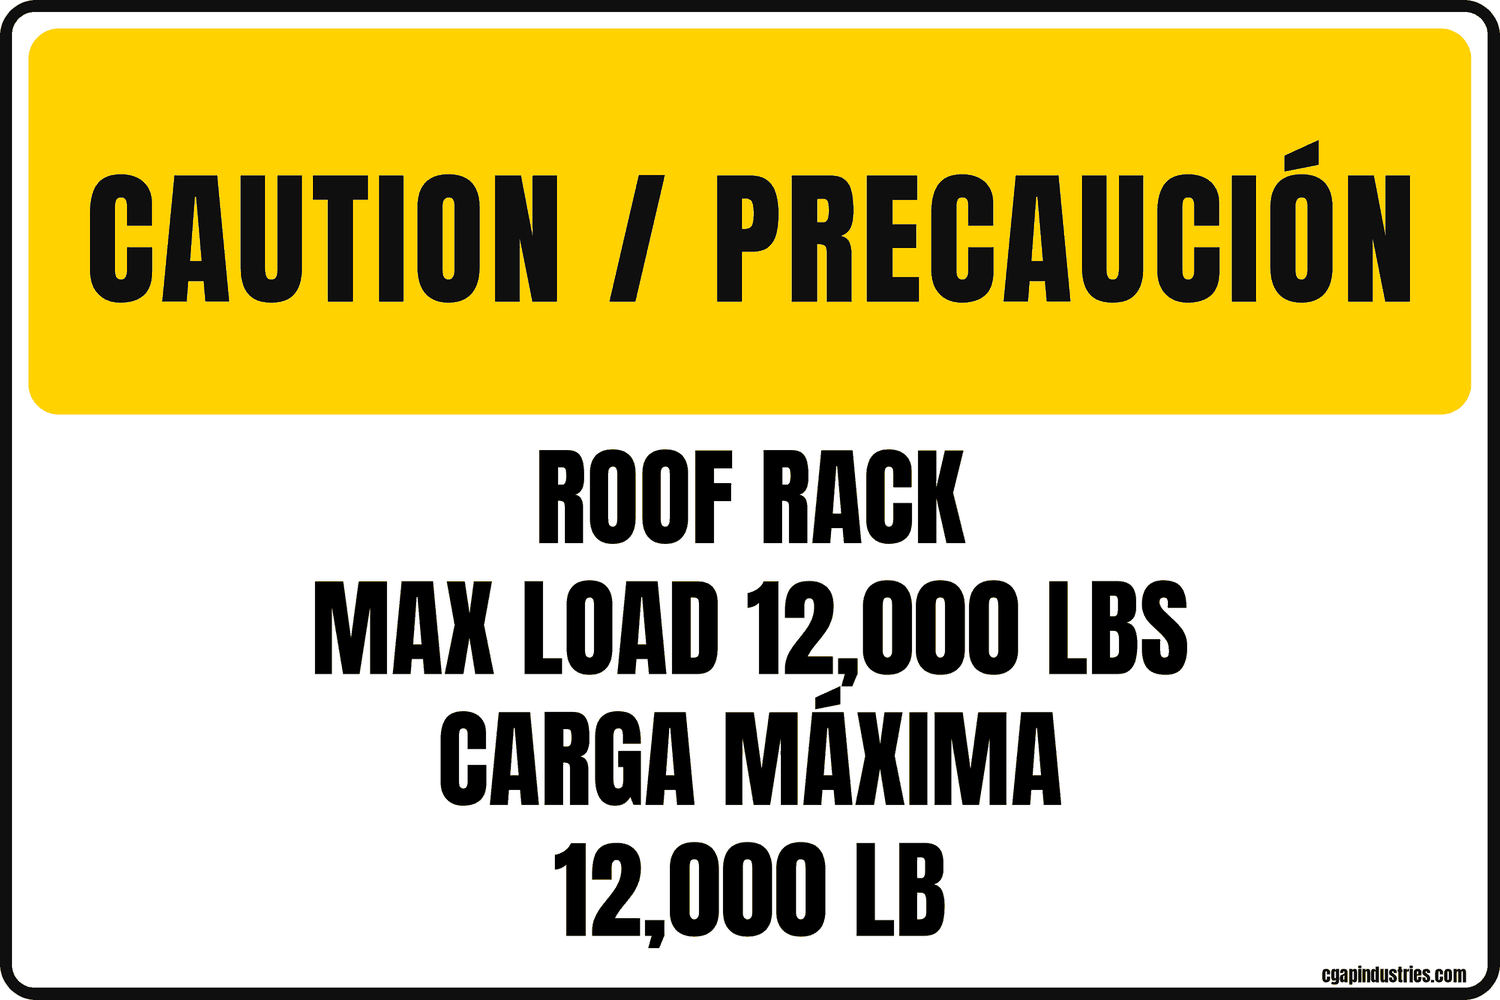 CAUTION / PRECAUCIÓN
ROOF RACK
MAX LOAD 12,000 LBS
CARGA MÁXIMA
12,000 LB
cgapindustries.com